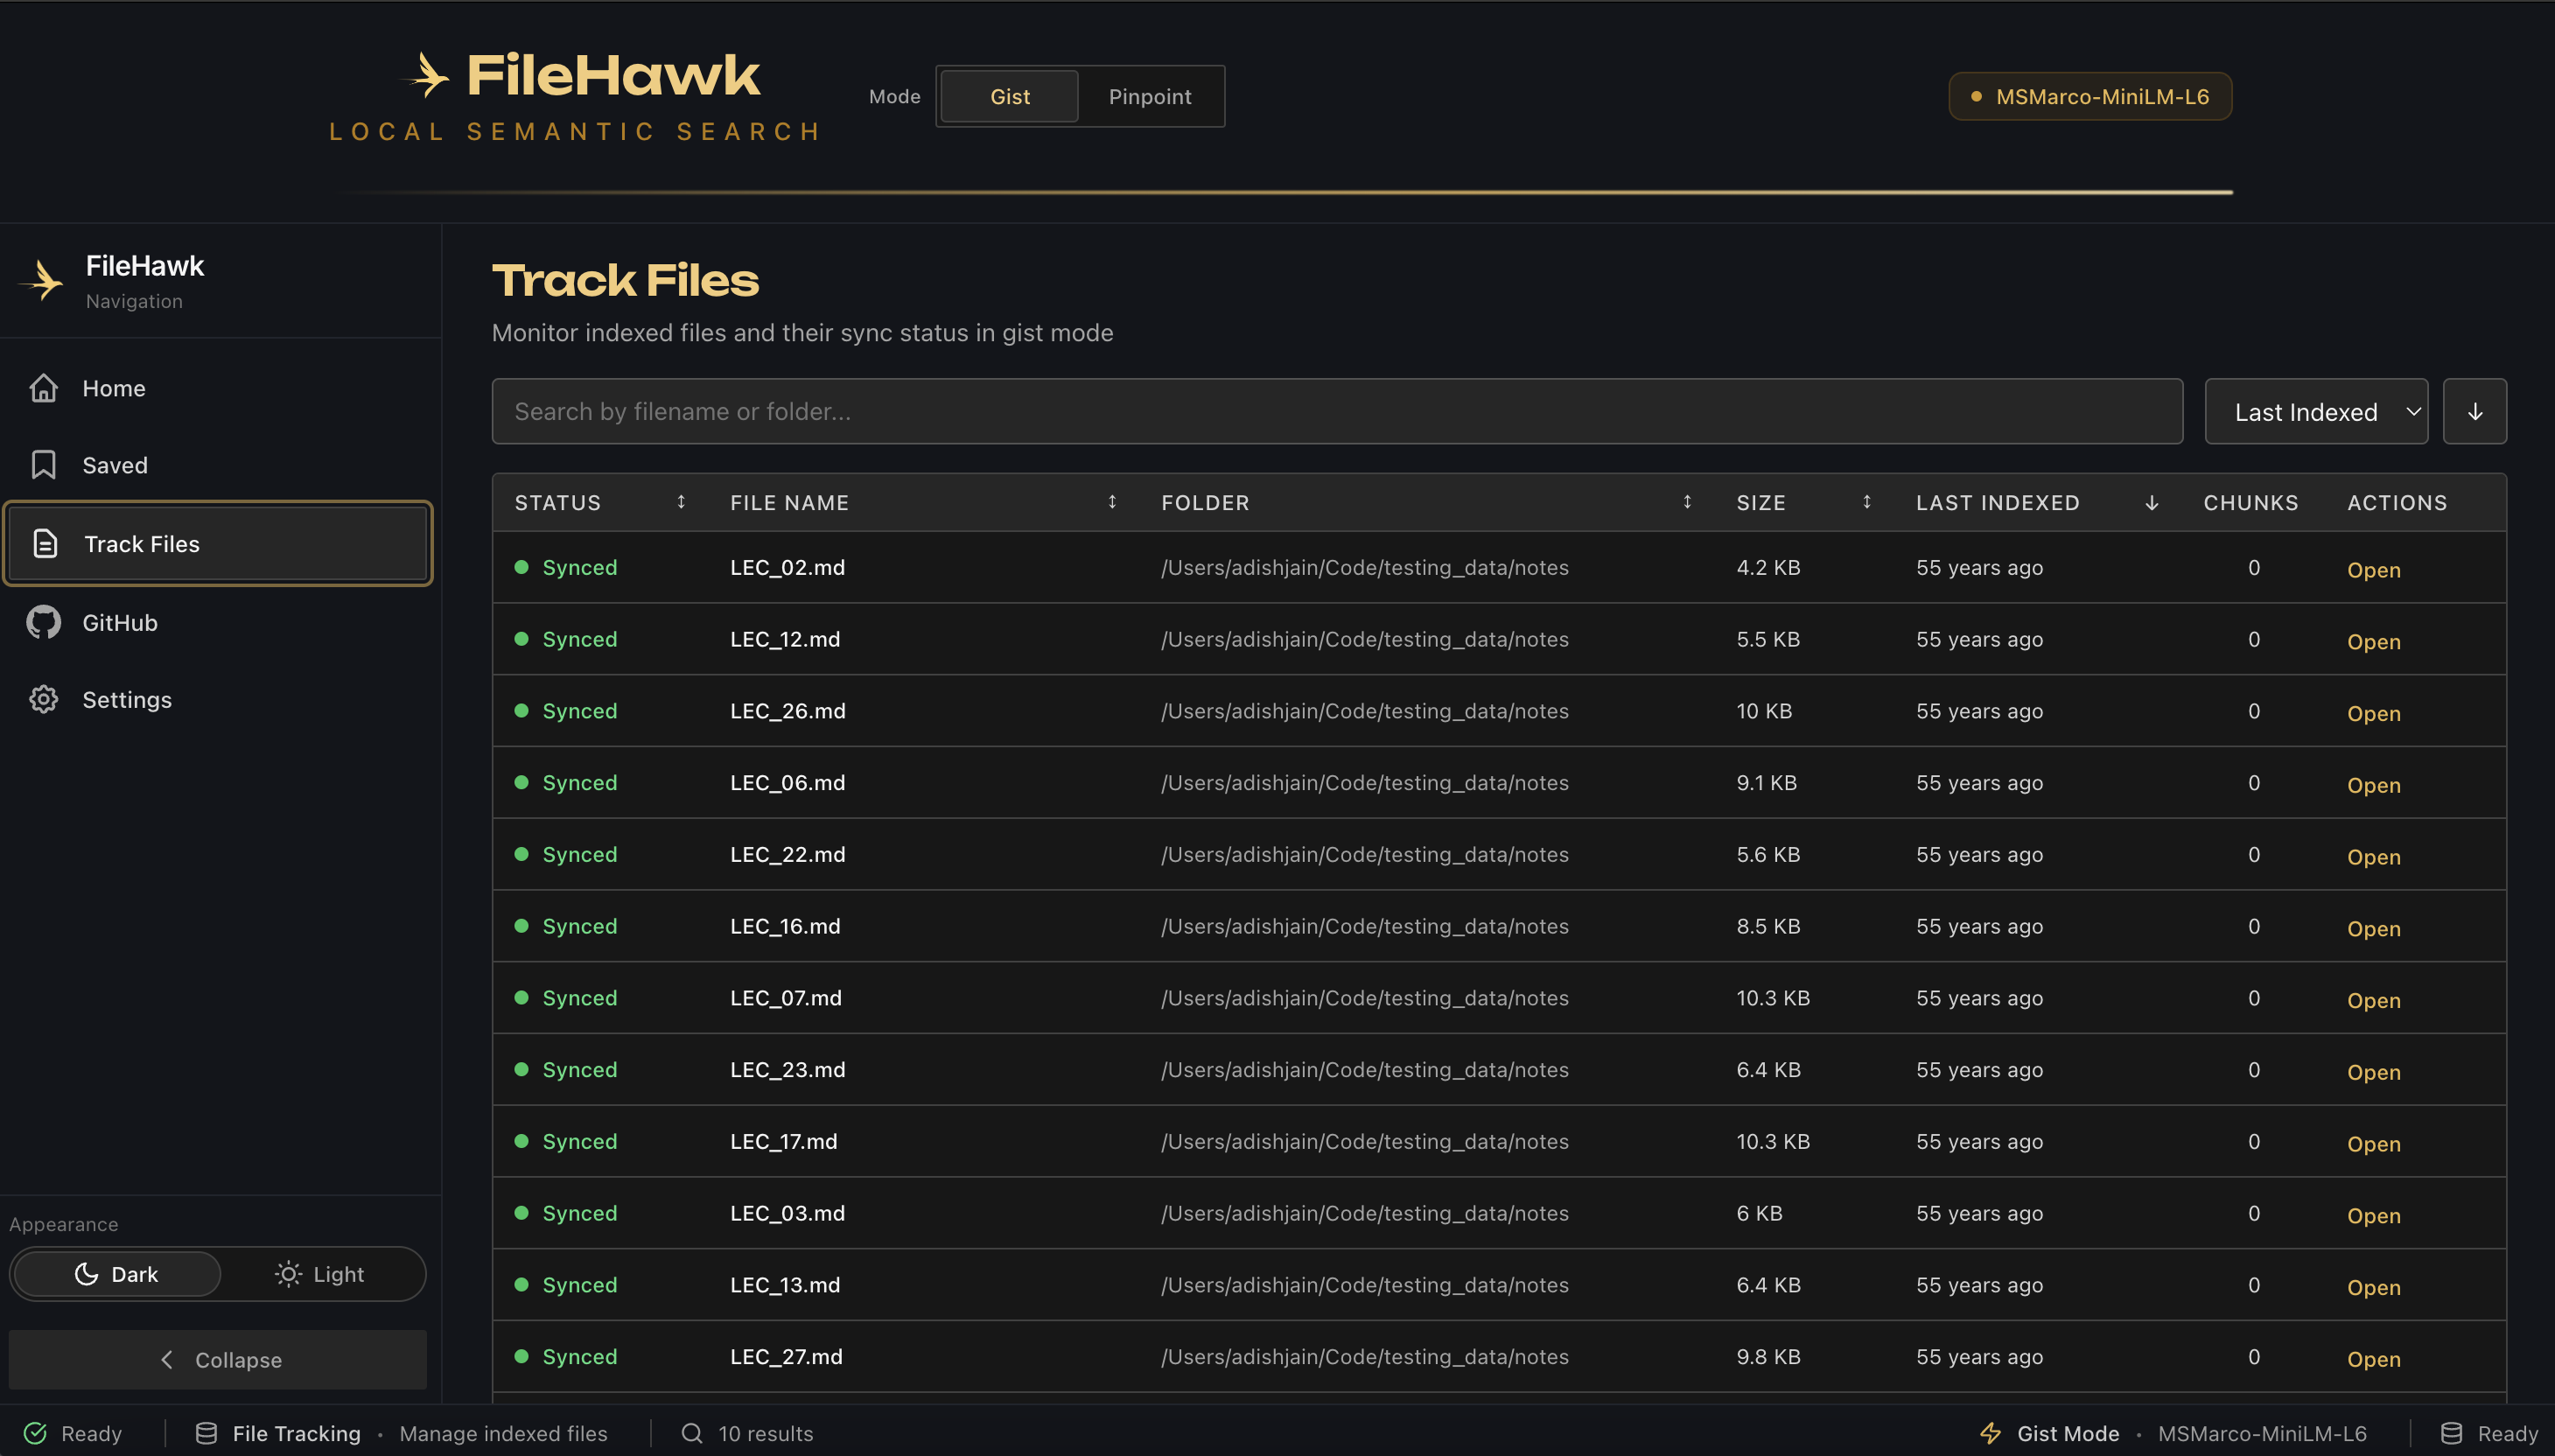 FileHawk
LOCAL SEMANTIC SEARCH
Mode Gist Pinpoint
MSMarco-MiniLM-L6
FileHawk
Navigation
Home
Saved
Track Files
GitHub
Settings
Appearance
Dark Light
Collapse
Track Files
Monitor indexed files and their sync status in gist mode
Search by filename or folder... Last Indexed ↓
STATUS ↕ FILE NAME ↕ FOLDER ↕ SIZE ↕ LAST INDEXED ↓ CHUNKS ACTIONS
Synced LEC_02.md /Users/adishjain/Code/testing_data/notes 4.2 KB 55 years ago 0 Open
Synced LEC_12.md /Users/adishjain/Code/testing_data/notes 5.5 KB 55 years ago 0 Open
Synced LEC_26.md /Users/adishjain/Code/testing_data/notes 10 KB 55 years ago 0 Open
Synced LEC_06.md /Users/adishjain/Code/testing_data/notes 9.1 KB 55 years ago 0 Open
Synced LEC_22.md /Users/adishjain/Code/testing_data/notes 5.6 KB 55 years ago 0 Open
Synced LEC_16.md /Users/adishjain/Code/testing_data/notes 8.5 KB 55 years ago 0 Open
Synced LEC_07.md /Users/adishjain/Code/testing_data/notes 10.3 KB 55 years ago 0 Open
Synced LEC_23.md /Users/adishjain/Code/testing_data/notes 6.4 KB 55 years ago 0 Open
Synced LEC_17.md /Users/adishjain/Code/testing_data/notes 10.3 KB 55 years ago 0 Open
Synced LEC_03.md /Users/adishjain/Code/testing_data/notes 6 KB 55 years ago 0 Open
Synced LEC_13.md /Users/adishjain/Code/testing_data/notes 6.4 KB 55 years ago 0 Open
Synced LEC_27.md /Users/adishjain/Code/testing_data/notes 9.8 KB 55 years ago 0 Open
Ready File Tracking • Manage indexed files 10 results Gist Mode • MSMarco-MiniLM-L6 Ready